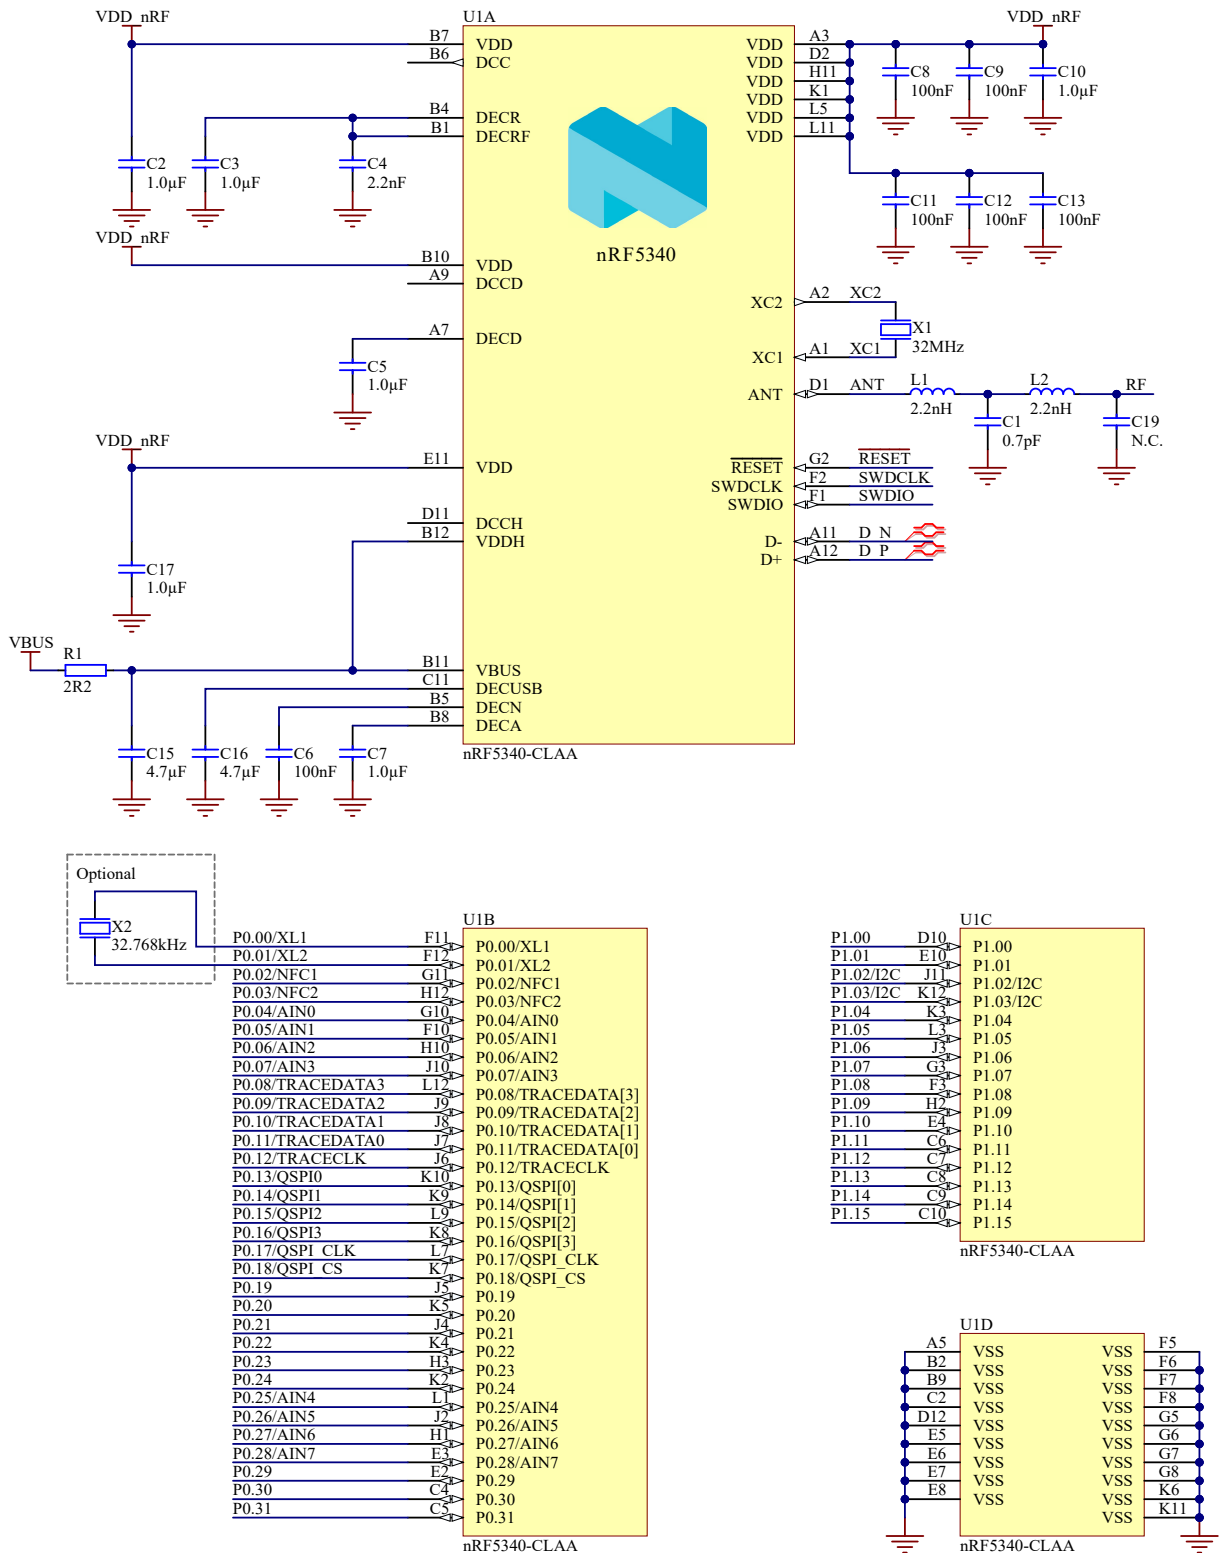 VDD_nRF
U1A
VDD_nRF
B7 VDD
B6 DCC
B4 DECR
B1 DECRF
C2
1.0µF
C3
1.0µF
C4
2.2nF
VDD_nRF
B10 VDD
A9 DCCD
A7 DECD
C5
1.0µF
VDD_nRF
E11 VDD
D11 DCCH
B12 VDDH
C17
1.0µF
VBUS
R1
2R2
B11 VBUS
C11 DECUSB
B5 DECN
B8 DECA
C15
4.7µF
C16
4.7µF
C6
100nF
C7
1.0µF
nRF5340
VDD A3
VDD D2
VDD H11
VDD K1
VDD L5
VDD L11
C8
100nF
C9
100nF
C10
1.0µF
C11
100nF
C12
100nF
C13
100nF
XC2 A2 XC2
X1
32MHz
XC1 A1 XC1
ANT D1 ANT
L1
2.2nH
L2
2.2nH
RF
C1
0.7pF
C19
N.C.
RESET G2 RESET
SWDCLK F2 SWDCLK
SWDIO F1 SWDIO
D- A11 D_N
D+ A12 D_P
nRF5340-CLAA
Optional
X2
32.768kHz
U1B
P0.00/XL1 F11 P0.00/XL1
P0.01/XL2 F12 P0.01/XL2
P0.02/NFC1 G11 P0.02/NFC1
P0.03/NFC2 H12 P0.03/NFC2
P0.04/AIN0 G10 P0.04/AIN0
P0.05/AIN1 F10 P0.05/AIN1
P0.06/AIN2 H10 P0.06/AIN2
P0.07/AIN3 J10 P0.07/AIN3
P0.08/TRACEDATA3 L12 P0.08/TRACEDATA[3]
P0.09/TRACEDATA2 J9 P0.09/TRACEDATA[2]
P0.10/TRACEDATA1 J8 P0.10/TRACEDATA[1]
P0.11/TRACEDATA0 J7 P0.11/TRACEDATA[0]
P0.12/TRACECLK J6 P0.12/TRACECLK
P0.13/QSPI0 K10 P0.13/QSPI[0]
P0.14/QSPI1 K9 P0.14/QSPI[1]
P0.15/QSPI2 L9 P0.15/QSPI[2]
P0.16/QSPI3 K8 P0.16/QSPI[3]
P0.17/QSPI_CLK L7 P0.17/QSPI_CLK
P0.18/QSPI_CS K7 P0.18/QSPI_CS
P0.19 J5 P0.19
P0.20 K5 P0.20
P0.21 J4 P0.21
P0.22 K4 P0.22
P0.23 H3 P0.23
P0.24 K2 P0.24
P0.25/AIN4 L1 P0.25/AIN4
P0.26/AIN5 J2 P0.26/AIN5
P0.27/AIN6 H1 P0.27/AIN6
P0.28/AIN7 E3 P0.28/AIN7
P0.29 E2 P0.29
P0.30 C4 P0.30
P0.31 C5 P0.31
nRF5340-CLAA
U1C
P1.00 D10 P1.00
P1.01 E10 P1.01
P1.02/I2C J11 P1.02/I2C
P1.03/I2C K12 P1.03/I2C
P1.04 K3 P1.04
P1.05 L3 P1.05
P1.06 J3 P1.06
P1.07 G3 P1.07
P1.08 F3 P1.08
P1.09 H2 P1.09
P1.10 E4 P1.10
P1.11 C6 P1.11
P1.12 C7 P1.12
P1.13 C8 P1.13
P1.14 C9 P1.14
P1.15 C10 P1.15
nRF5340-CLAA
U1D
A5 VSS VSS F5
B2 VSS VSS F6
B9 VSS VSS F7
C2 VSS VSS F8
D12 VSS VSS G5
E5 VSS VSS G6
E6 VSS VSS G7
E7 VSS VSS G8
E8 VSS VSS K6
VSS K11
nRF5340-CLAA